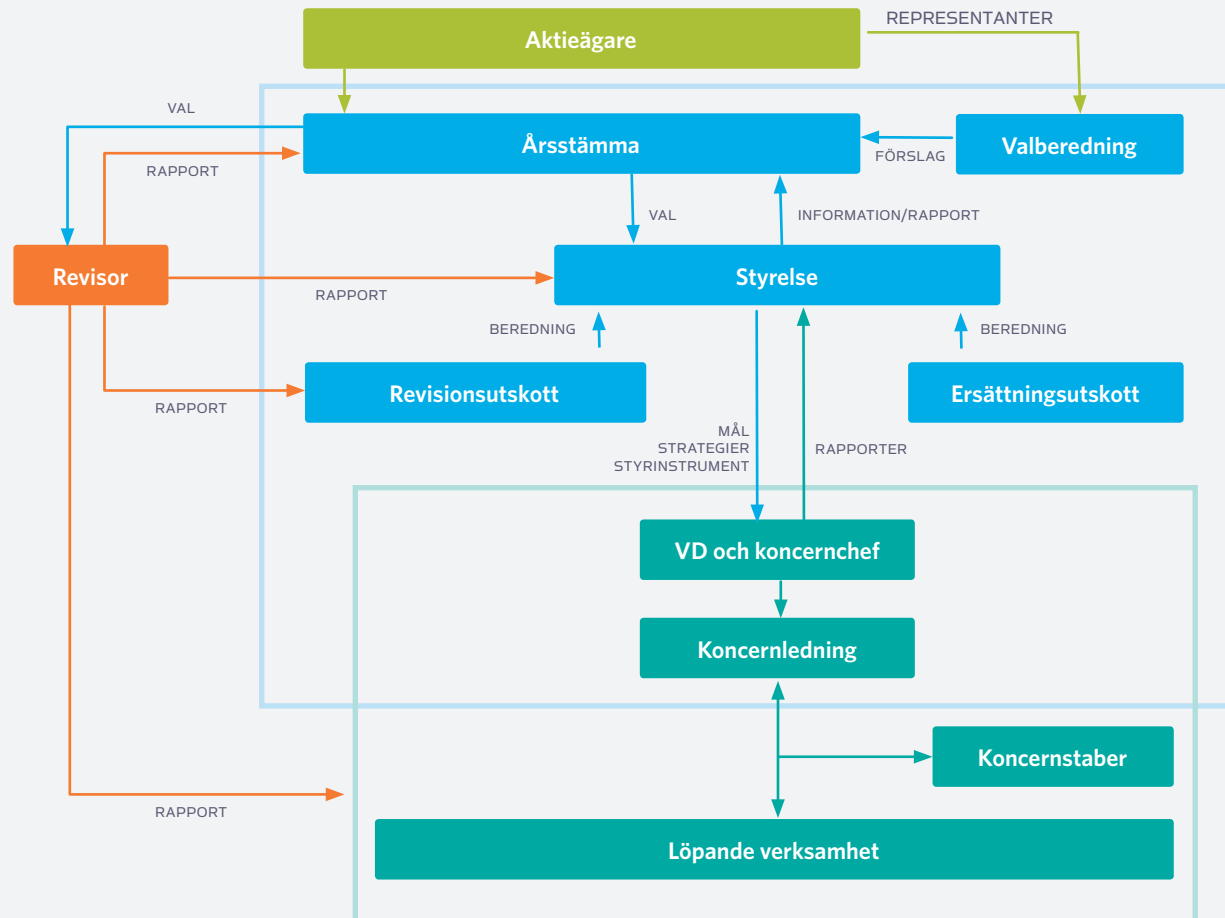 REPRESENTANTER
Aktieägare
VAL
Årsstämma
Valberedning
FÖRSLAG
RAPPORT
VAL
INFORMATION/RAPPORT
Revisor
Styrelse
RAPPORT
BEREDNING
BEREDNING
Revisionsutskott
Ersättningsutskott
RAPPORT
MÅL
STRATEGIER
STYRINSTRUMENT
RAPPORTER
VD och koncernchef
Koncernledning
Koncernstaber
RAPPORT
Löpande verksamhet